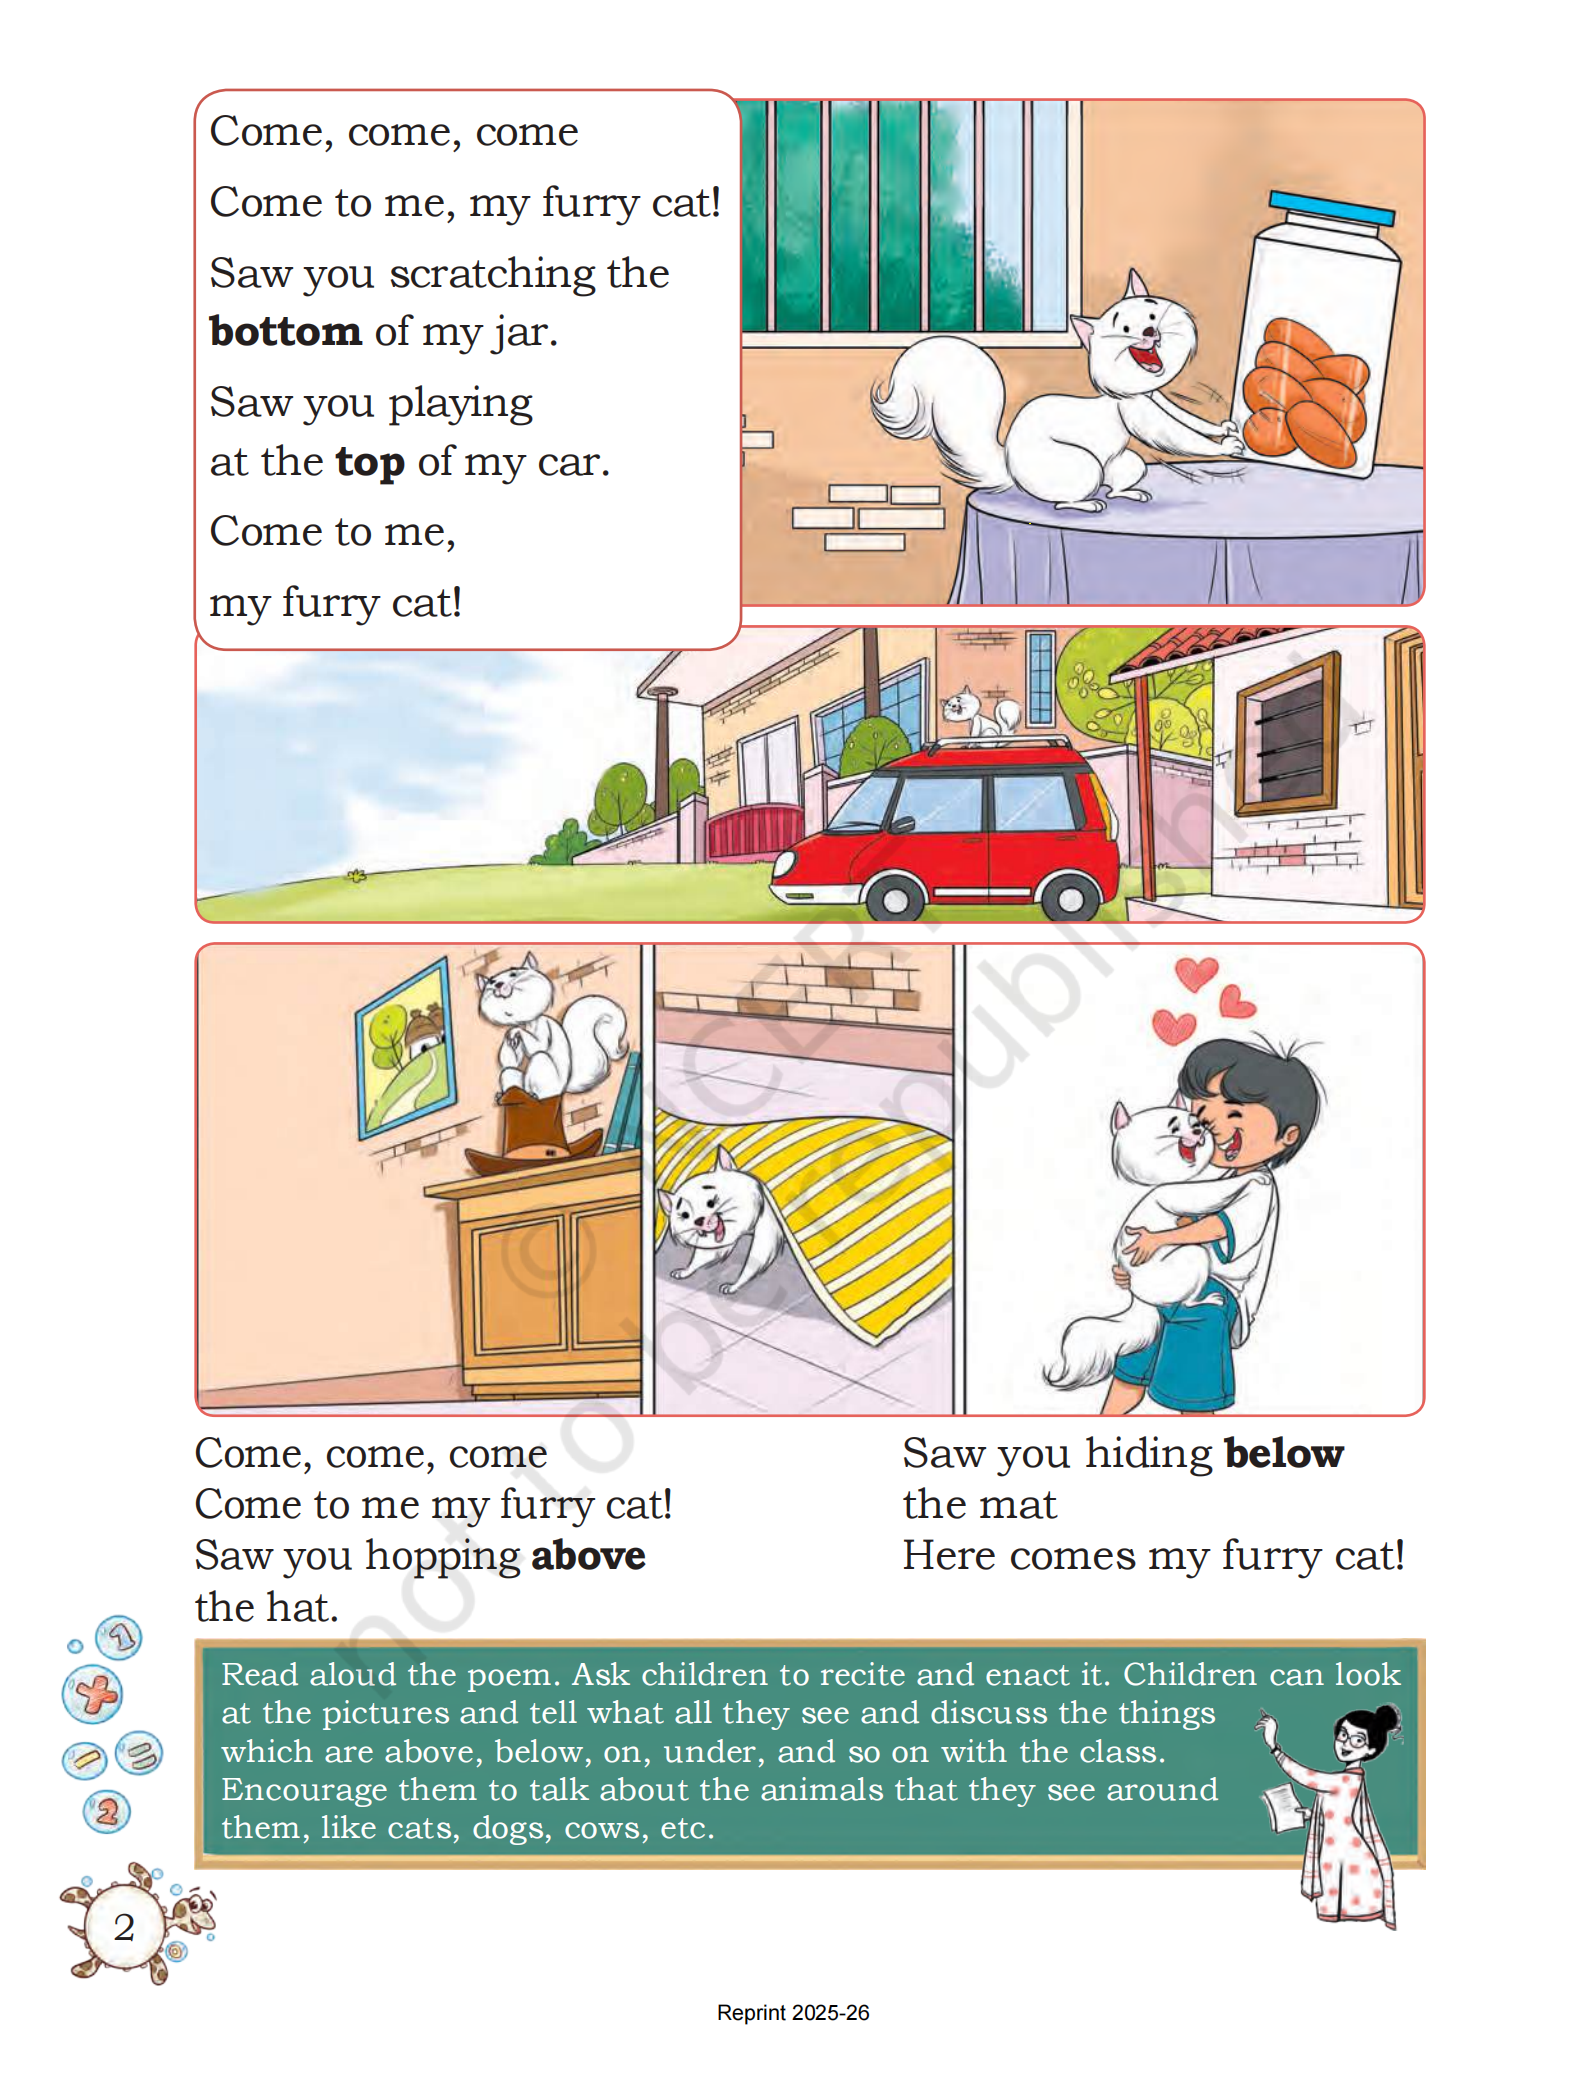 Come, come, come
Come to me, my furry cat!
Saw you scratching the
bottom of my jar.
Saw you playing
at the top of my car.
Come to me,
my furry cat!
Come, come, come
Come to me my furry cat!
Saw you hopping above
the hat.
Saw you hiding below
the mat
Here comes my furry cat!
1
2
Read aloud the poem. Ask children to recite and enact it. Children can look
at the pictures and tell what all they see and discuss the things
which are above, below, on, under, and so on with the class.
Encourage them to talk about the animals that they see around
them, like cats, dogs, cows, etc.
2
© NCERT
not to be republished
Reprint 2025-26